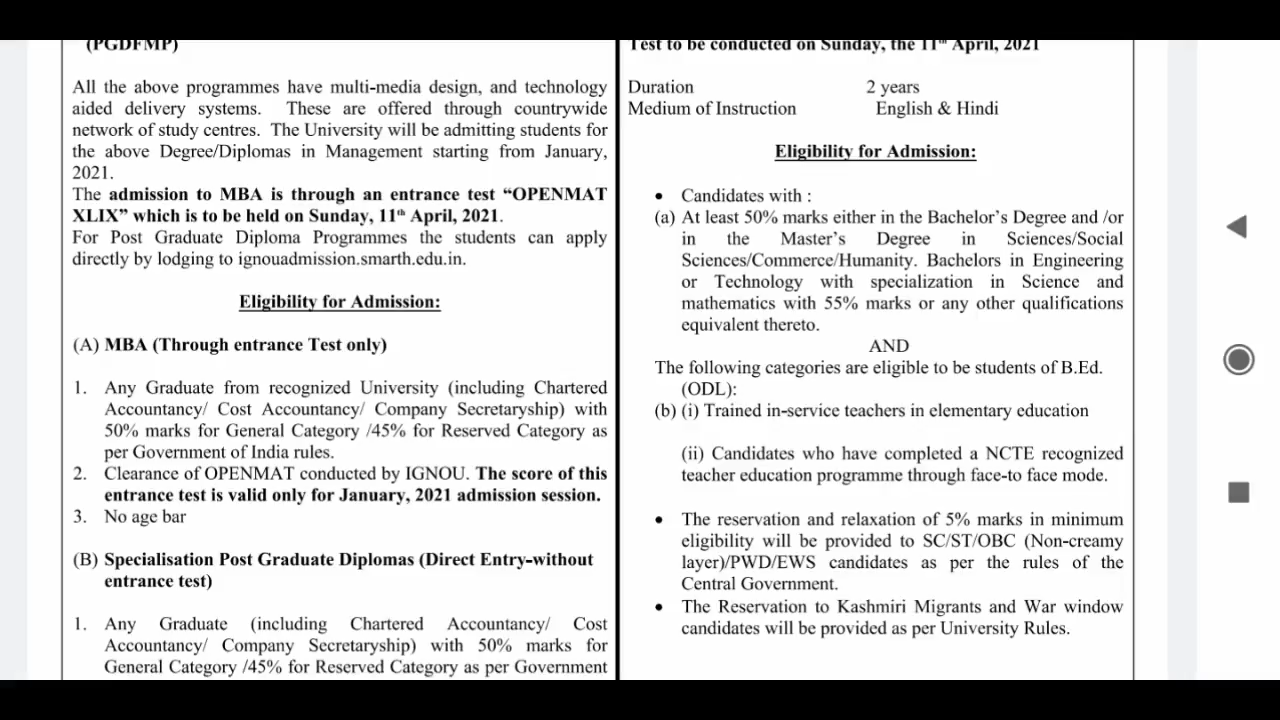 (PGDFMP)
All the above programmes have multi-media design, and technology
aided delivery systems. These are offered through countrywide
network of study centres. The University will be admitting students for
the above Degree/Diplomas in Management starting from January,
2021.
The admission to MBA is through an entrance test “OPENMAT
XLIX” which is to be held on Sunday, 11th April, 2021.
For Post Graduate Diploma Programmes the students can apply
directly by lodging to ignouadmission.smarth.edu.in.
Eligibility for Admission:
(A) MBA (Through entrance Test only)
1. Any Graduate from recognized University (including Chartered
Accountancy/ Cost Accountancy/ Company Secretaryship) with
50% marks for General Category /45% for Reserved Category as
per Government of India rules.
2. Clearance of OPENMAT conducted by IGNOU. The score of this
entrance test is valid only for January, 2021 admission session.
3. No age bar
(B) Specialisation Post Graduate Diplomas (Direct Entry-without
entrance test)
1. Any Graduate (including Chartered Accountancy/ Cost
Accountancy/ Company Secretaryship) with 50% marks for
General Category /45% for Reserved Category as per Government
Test to be conducted on Sunday, the 11th April, 2021
Duration 2 years
Medium of Instruction English & Hindi
Eligibility for Admission:
• Candidates with :
(a) At least 50% marks either in the Bachelor’s Degree and /or
in the Master’s Degree in Sciences/Social
Sciences/Commerce/Humanity. Bachelors in Engineering
or Technology with specialization in Science and
mathematics with 55% marks or any other qualifications
equivalent thereto.
AND
The following categories are eligible to be students of B.Ed.
(ODL):
(b) (i) Trained in-service teachers in elementary education
(ii) Candidates who have completed a NCTE recognized
teacher education programme through face-to face mode.
• The reservation and relaxation of 5% marks in minimum
eligibility will be provided to SC/ST/OBC (Non-creamy
layer)/PWD/EWS candidates as per the rules of the
Central Government.
• The Reservation to Kashmiri Migrants and War window
candidates will be provided as per University Rules.